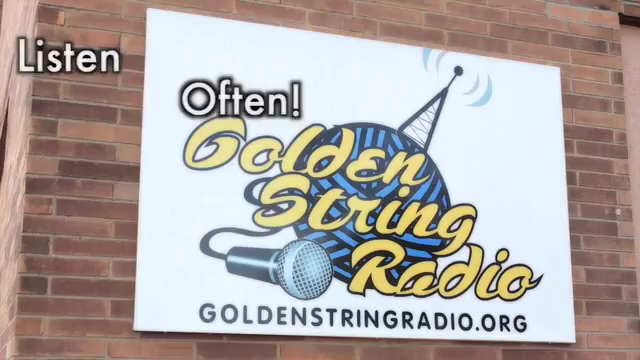 Listen
Often!
Golden
String
Radio
GOLDENSTRINGRADIO.ORG